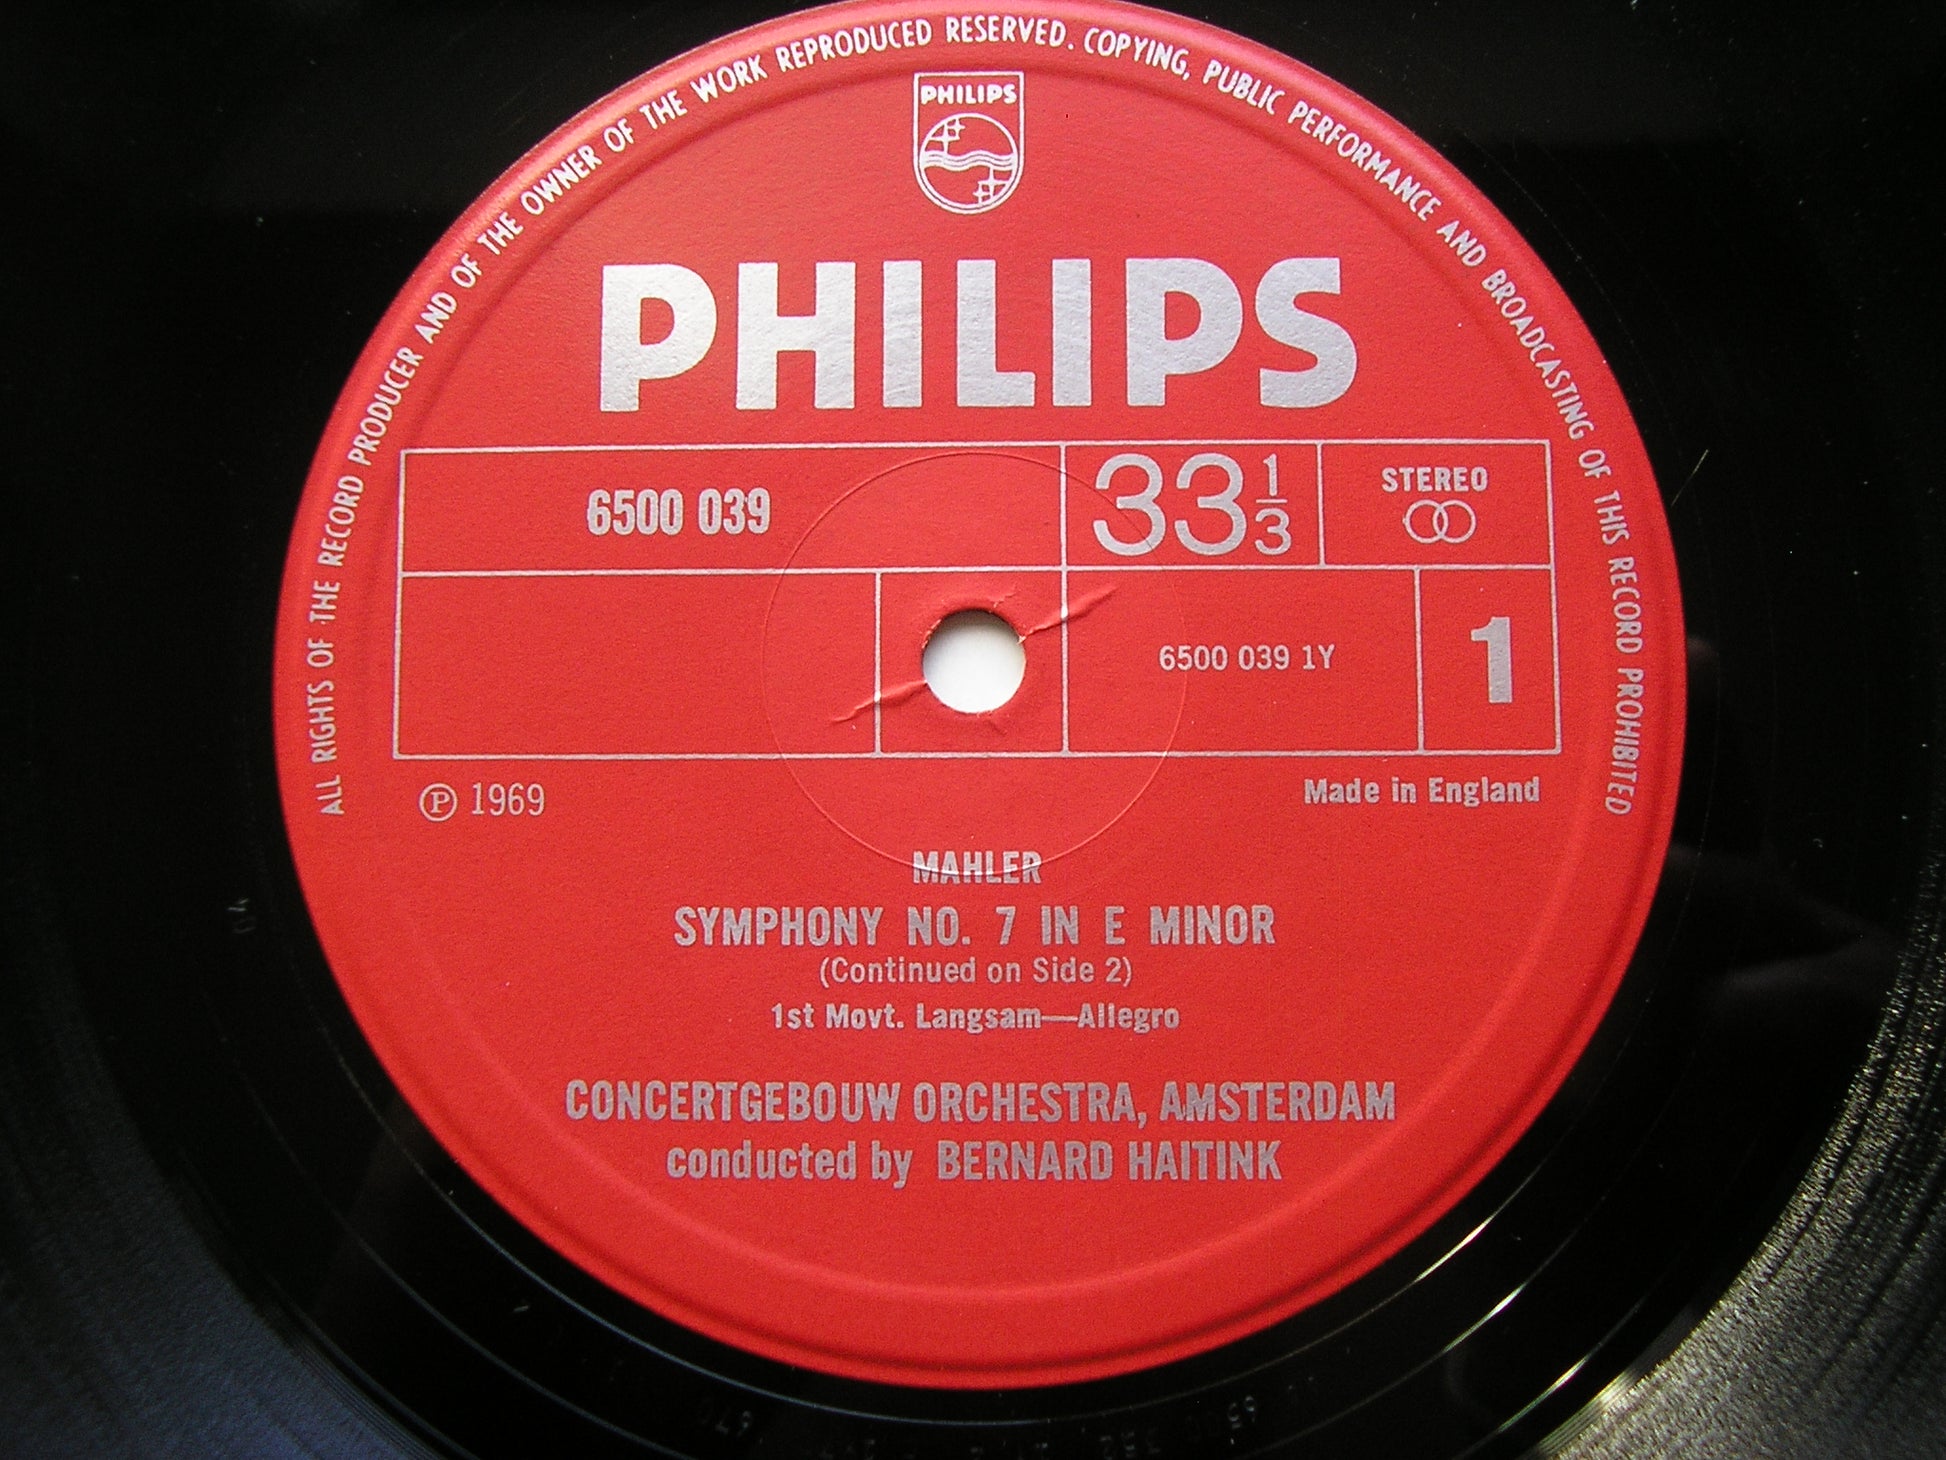 ALL RIGHTS OF THE RECORD PRODUCER AND OF THE OWNER OF THE WORK REPRODUCED RESERVED. COPYING, PUBLIC PERFORMANCE AND BROADCASTING OF THIS RECORD PROHIBITED
PHILIPS
PHILIPS
6500 039
33 1/3
STEREO
6500 039 1Y
1
Ⓟ 1969
Made in England
MAHLER
SYMPHONY NO. 7 IN E MINOR
(Continued on Side 2)
1st Movt. Langsam—Allegro
CONCERTGEBOUW ORCHESTRA, AMSTERDAM
conducted by BERNARD HAITINK